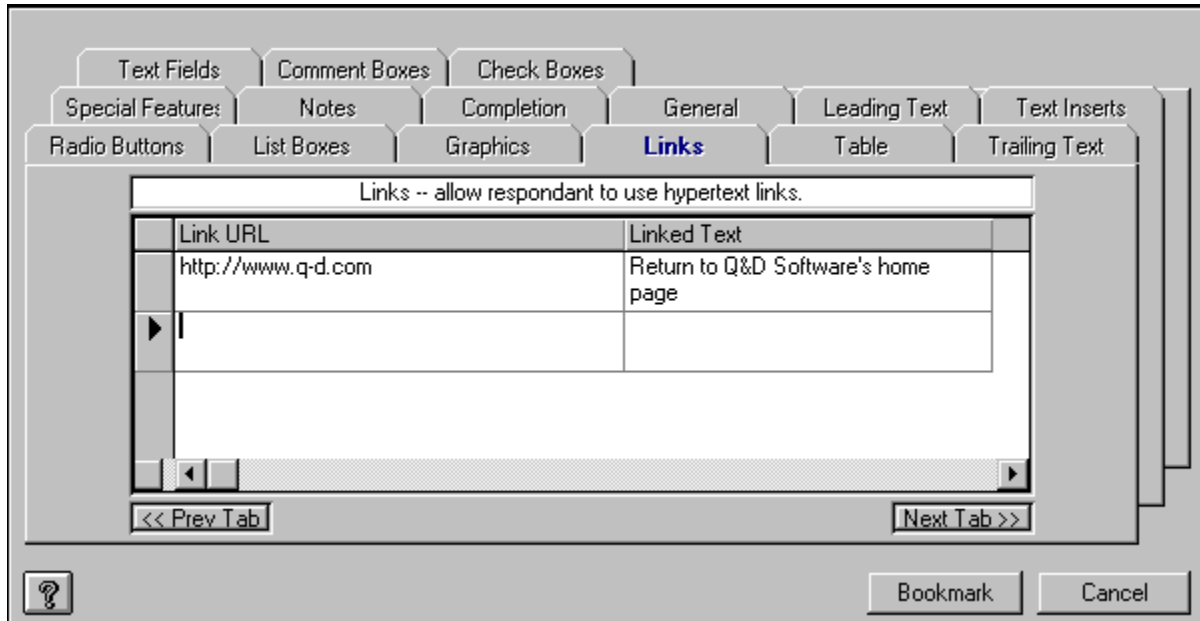 Text Fields Comment Boxes Check Boxes
Special Features Notes Completion General Leading Text Text Inserts
Radio Buttons List Boxes Graphics Links Table Trailing Text
Links -- allow respondant to use hypertext links.
Link URL Linked Text
http://www.q-d.com Return to Q&D Software's home
page
<< Prev Tab Next Tab >>
? Bookmark Cancel